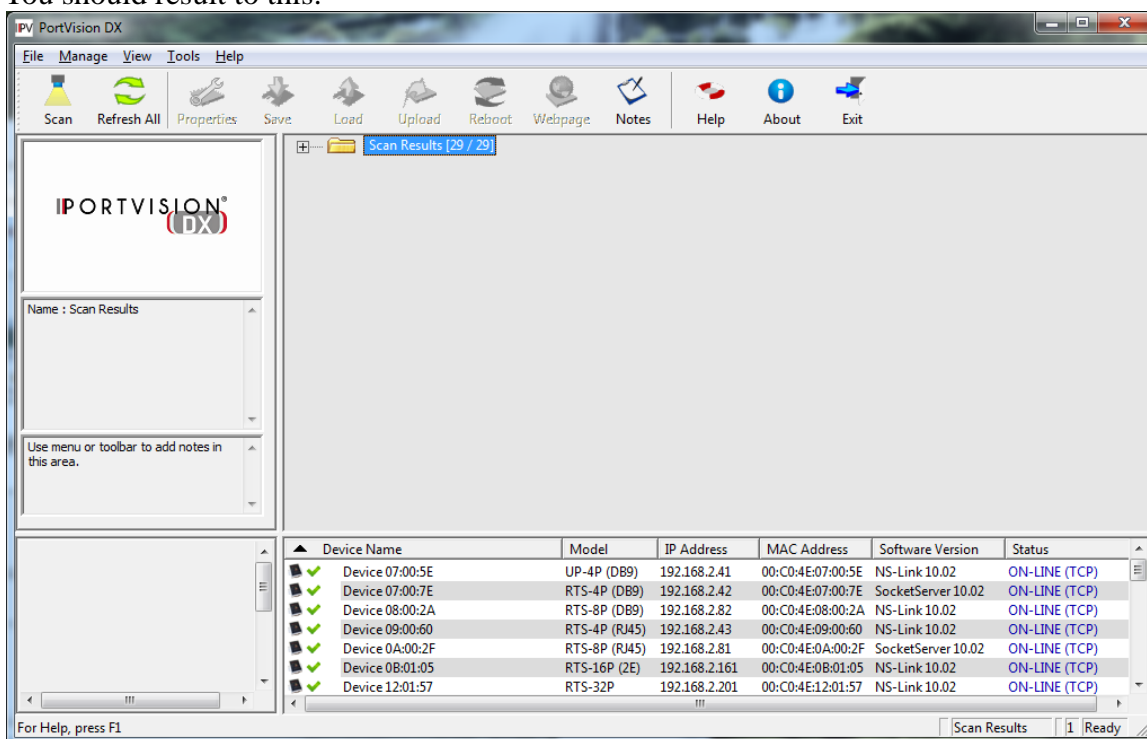 You should result to this:
IPV PortVision DX
File Manage View Tools Help
Scan Refresh All Properties Save Load Upload Reboot Webpage Notes Help About Exit
Scan Results [29 / 29]
IPORTVISION®
(DX)
Name : Scan Results
Use menu or toolbar to add notes in
this area.
Device Name Model IP Address MAC Address Software Version Status
Device 07:00:5E UP-4P (DB9) 192.168.2.41 00:C0:4E:07:00:5E NS-Link 10.02 ON-LINE (TCP)
Device 07:00:7E RTS-4P (DB9) 192.168.2.42 00:C0:4E:07:00:7E SocketServer 10.02 ON-LINE (TCP)
Device 08:00:2A RTS-8P (DB9) 192.168.2.82 00:C0:4E:08:00:2A NS-Link 10.02 ON-LINE (TCP)
Device 09:00:60 RTS-4P (RJ45) 192.168.2.43 00:C0:4E:09:00:60 NS-Link 10.02 ON-LINE (TCP)
Device 0A:00:2F RTS-8P (RJ45) 192.168.2.81 00:C0:4E:0A:00:2F SocketServer 10.02 ON-LINE (TCP)
Device 0B:01:05 RTS-16P (2E) 192.168.2.161 00:C0:4E:0B:01:05 NS-Link 10.02 ON-LINE (TCP)
Device 12:01:57 RTS-32P 192.168.2.201 00:C0:4E:12:01:57 NS-Link 10.02 ON-LINE (TCP)
For Help, press F1 Scan Results 1 Ready